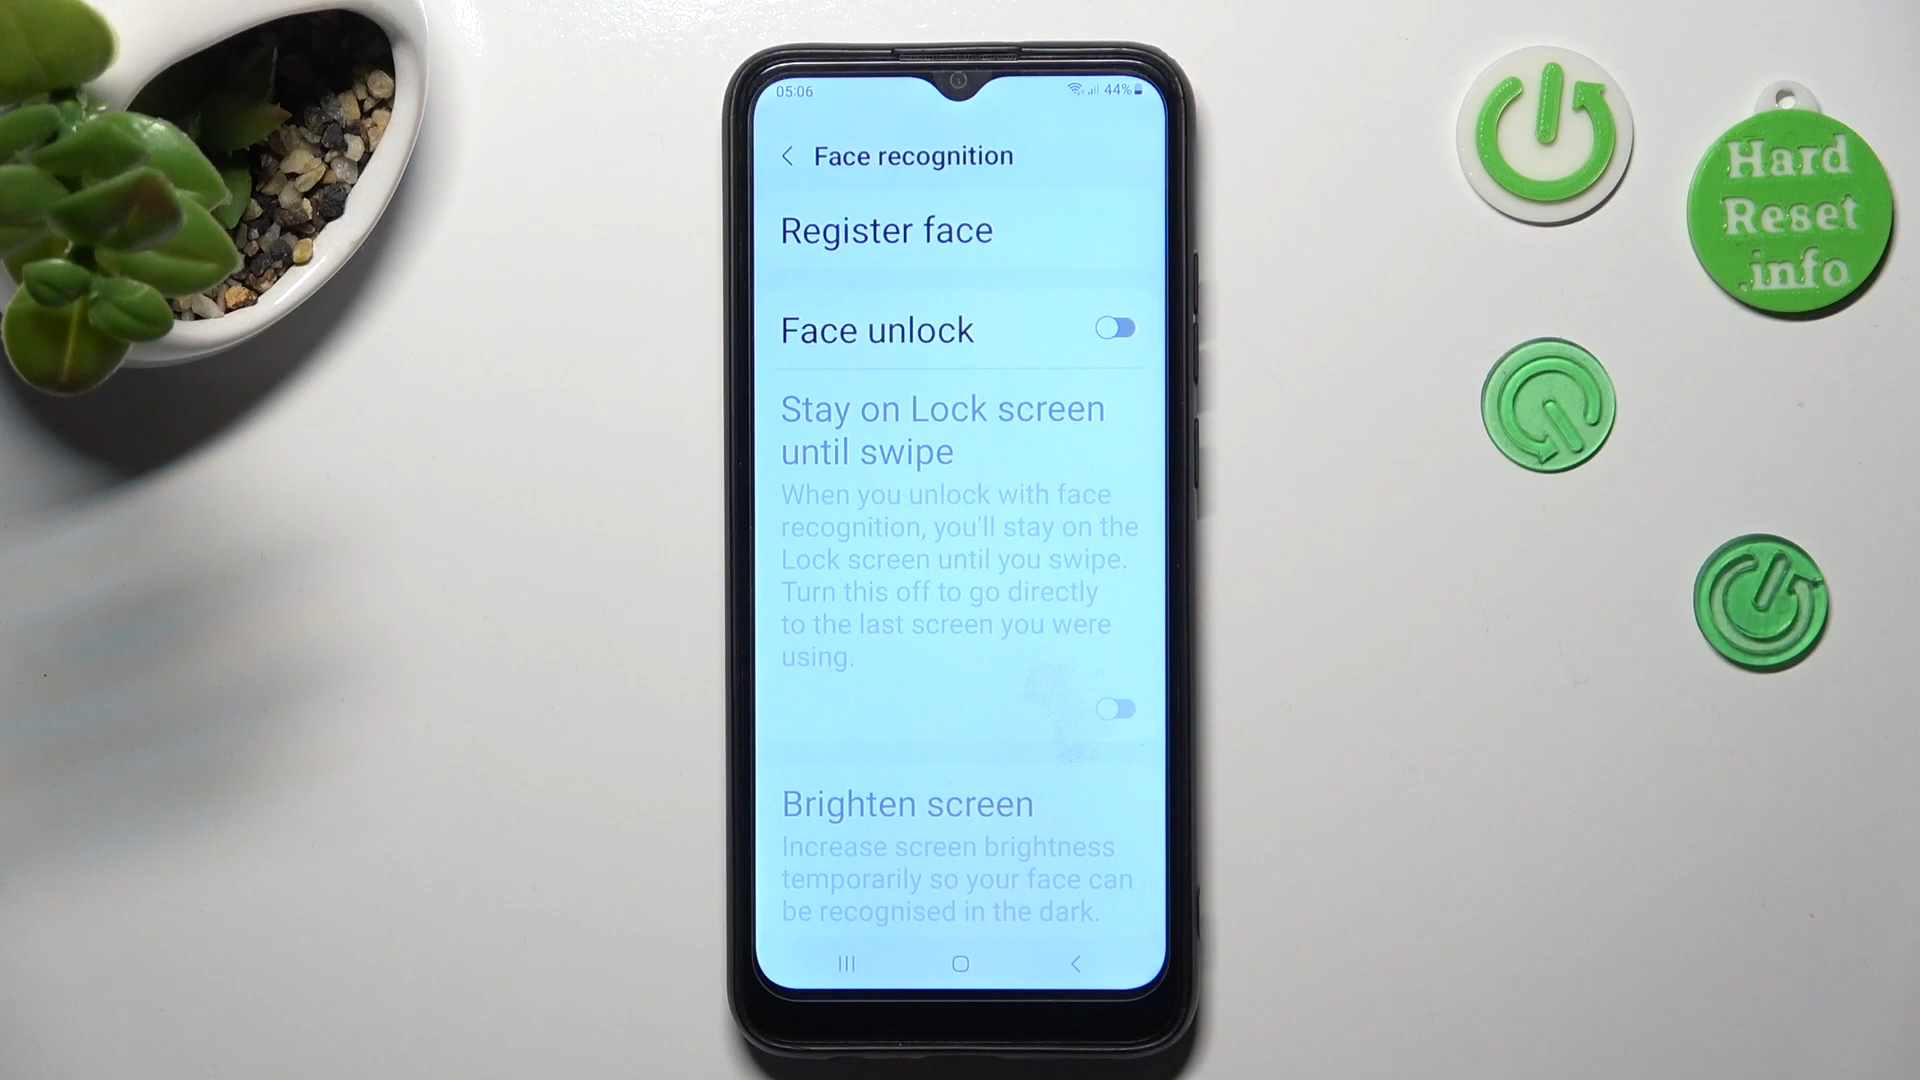 05:06
44%
Face recognition
Register face
Face unlock
Stay on Lock screen
until swipe
When you unlock with face
recognition, you'll stay on the
Lock screen until you swipe.
Turn this off to go directly
to the last screen you were
using.
Brighten screen
Increase screen brightness
temporarily so your face can
be recognised in the dark.
Hard
Reset
.info